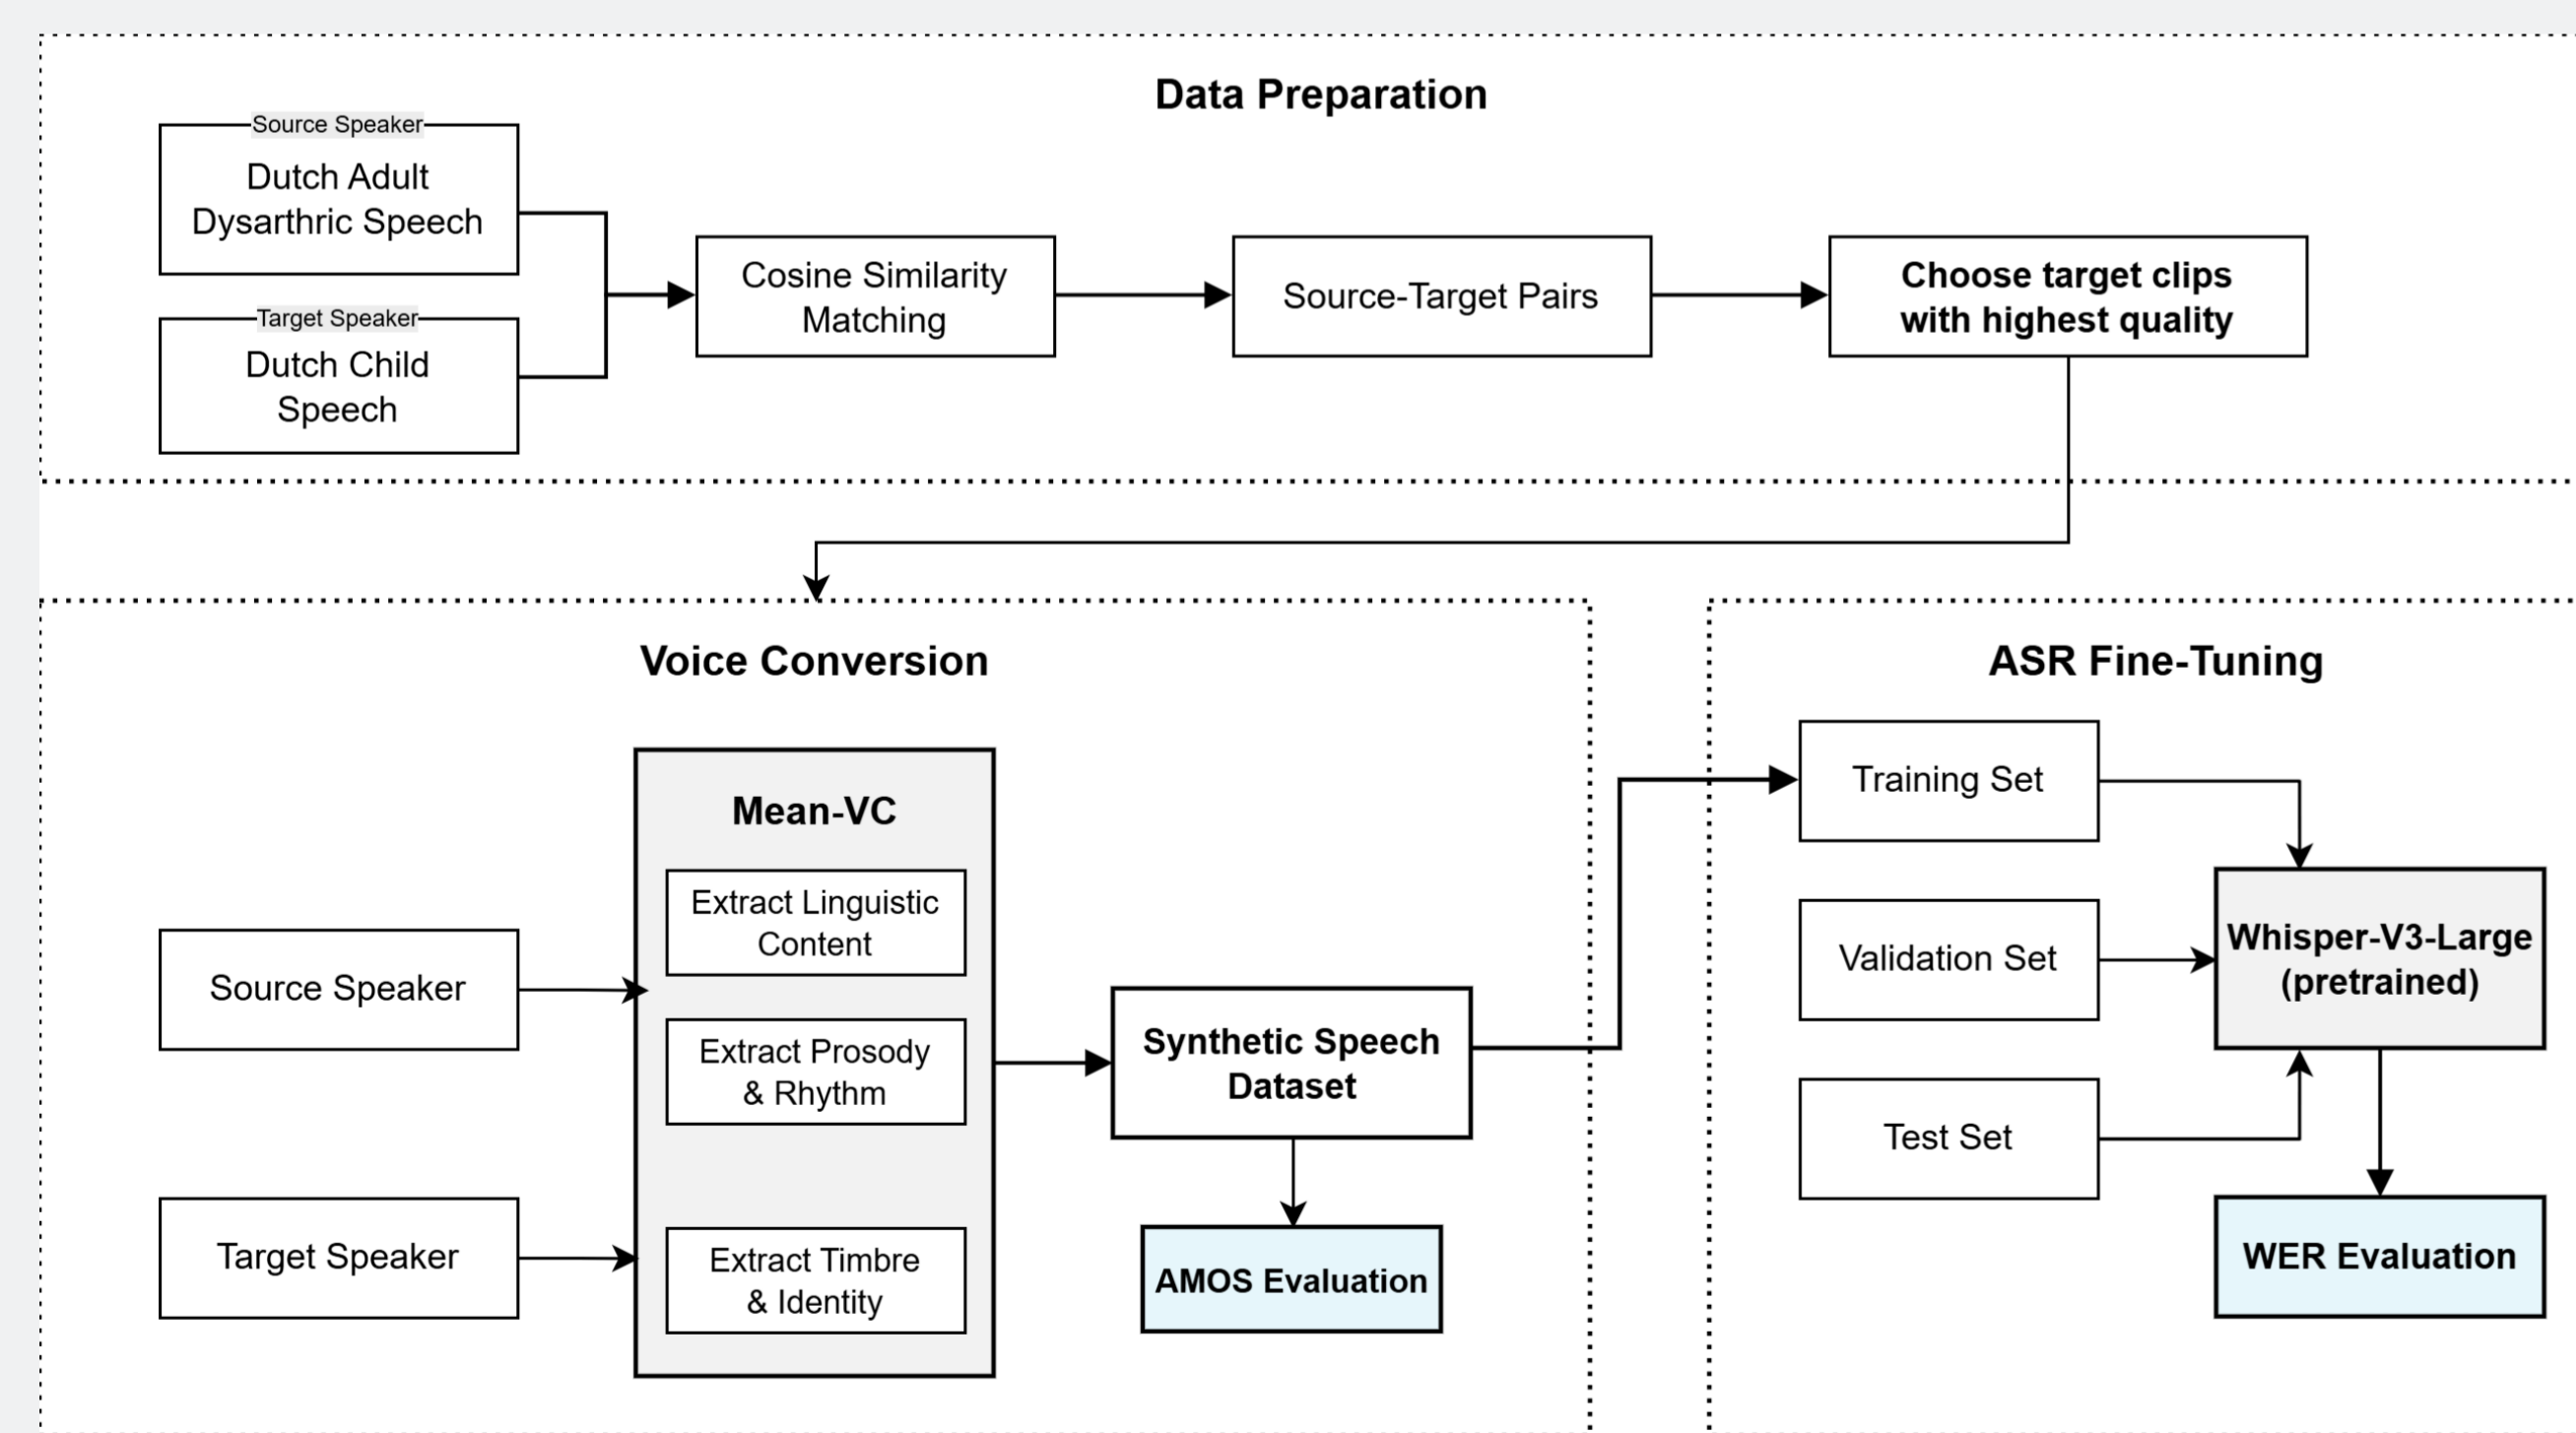 Data Preparation
Source Speaker
Dutch Adult
Dysarthric Speech
Target Speaker
Dutch Child
Speech
Cosine Similarity
Matching
Source-Target Pairs
Choose target clips
with highest quality
Voice Conversion
Source Speaker
Target Speaker
Mean-VC
Extract Linguistic
Content
Extract Prosody
& Rhythm
Extract Timbre
& Identity
Synthetic Speech
Dataset
AMOS Evaluation
ASR Fine-Tuning
Training Set
Validation Set
Test Set
Whisper-V3-Large
(pretrained)
WER Evaluation